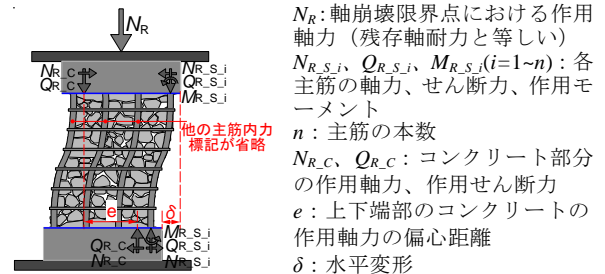 N_R
N_R_C
Q_R_C
N_R_S_i
Q_R_S_i
M_R_S_i
他の主筋内力
標記が省略
e
δ
M_R_S_i
Q_R_C
Q_R_S_i
N_R_C
N_R_S_i
N_R:軸崩壊限界点における作用
軸力（残存軸耐力と等しい）
N_R_S_i、Q_R_S_i、M_R_S_i(i=1~n)：各
主筋の軸力、せん断力、作用モ
ーメント
n：主筋の本数
N_R_C、Q_R_C：コンクリート部分
の作用軸力、作用せん断力
e：上下端部のコンクリートの
作用軸力の偏心距離
δ：水平変形